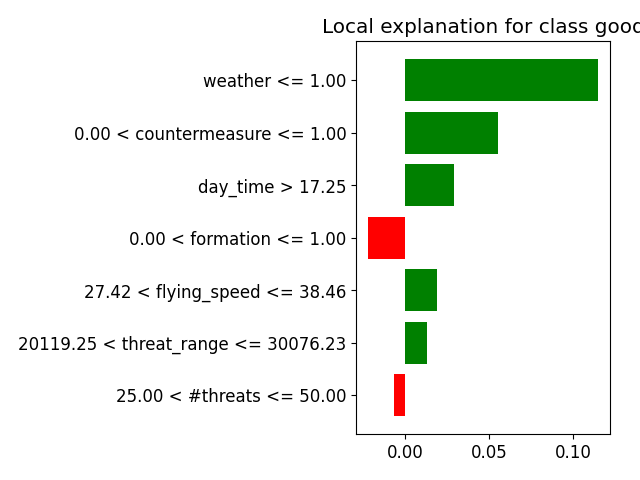 Local explanation for class good
weather <= 1.00
0.00 < countermeasure <= 1.00
day_time > 17.25
0.00 < formation <= 1.00
27.42 < flying_speed <= 38.46
20119.25 < threat_range <= 30076.23
25.00 < #threats <= 50.00
0.00 0.05 0.10